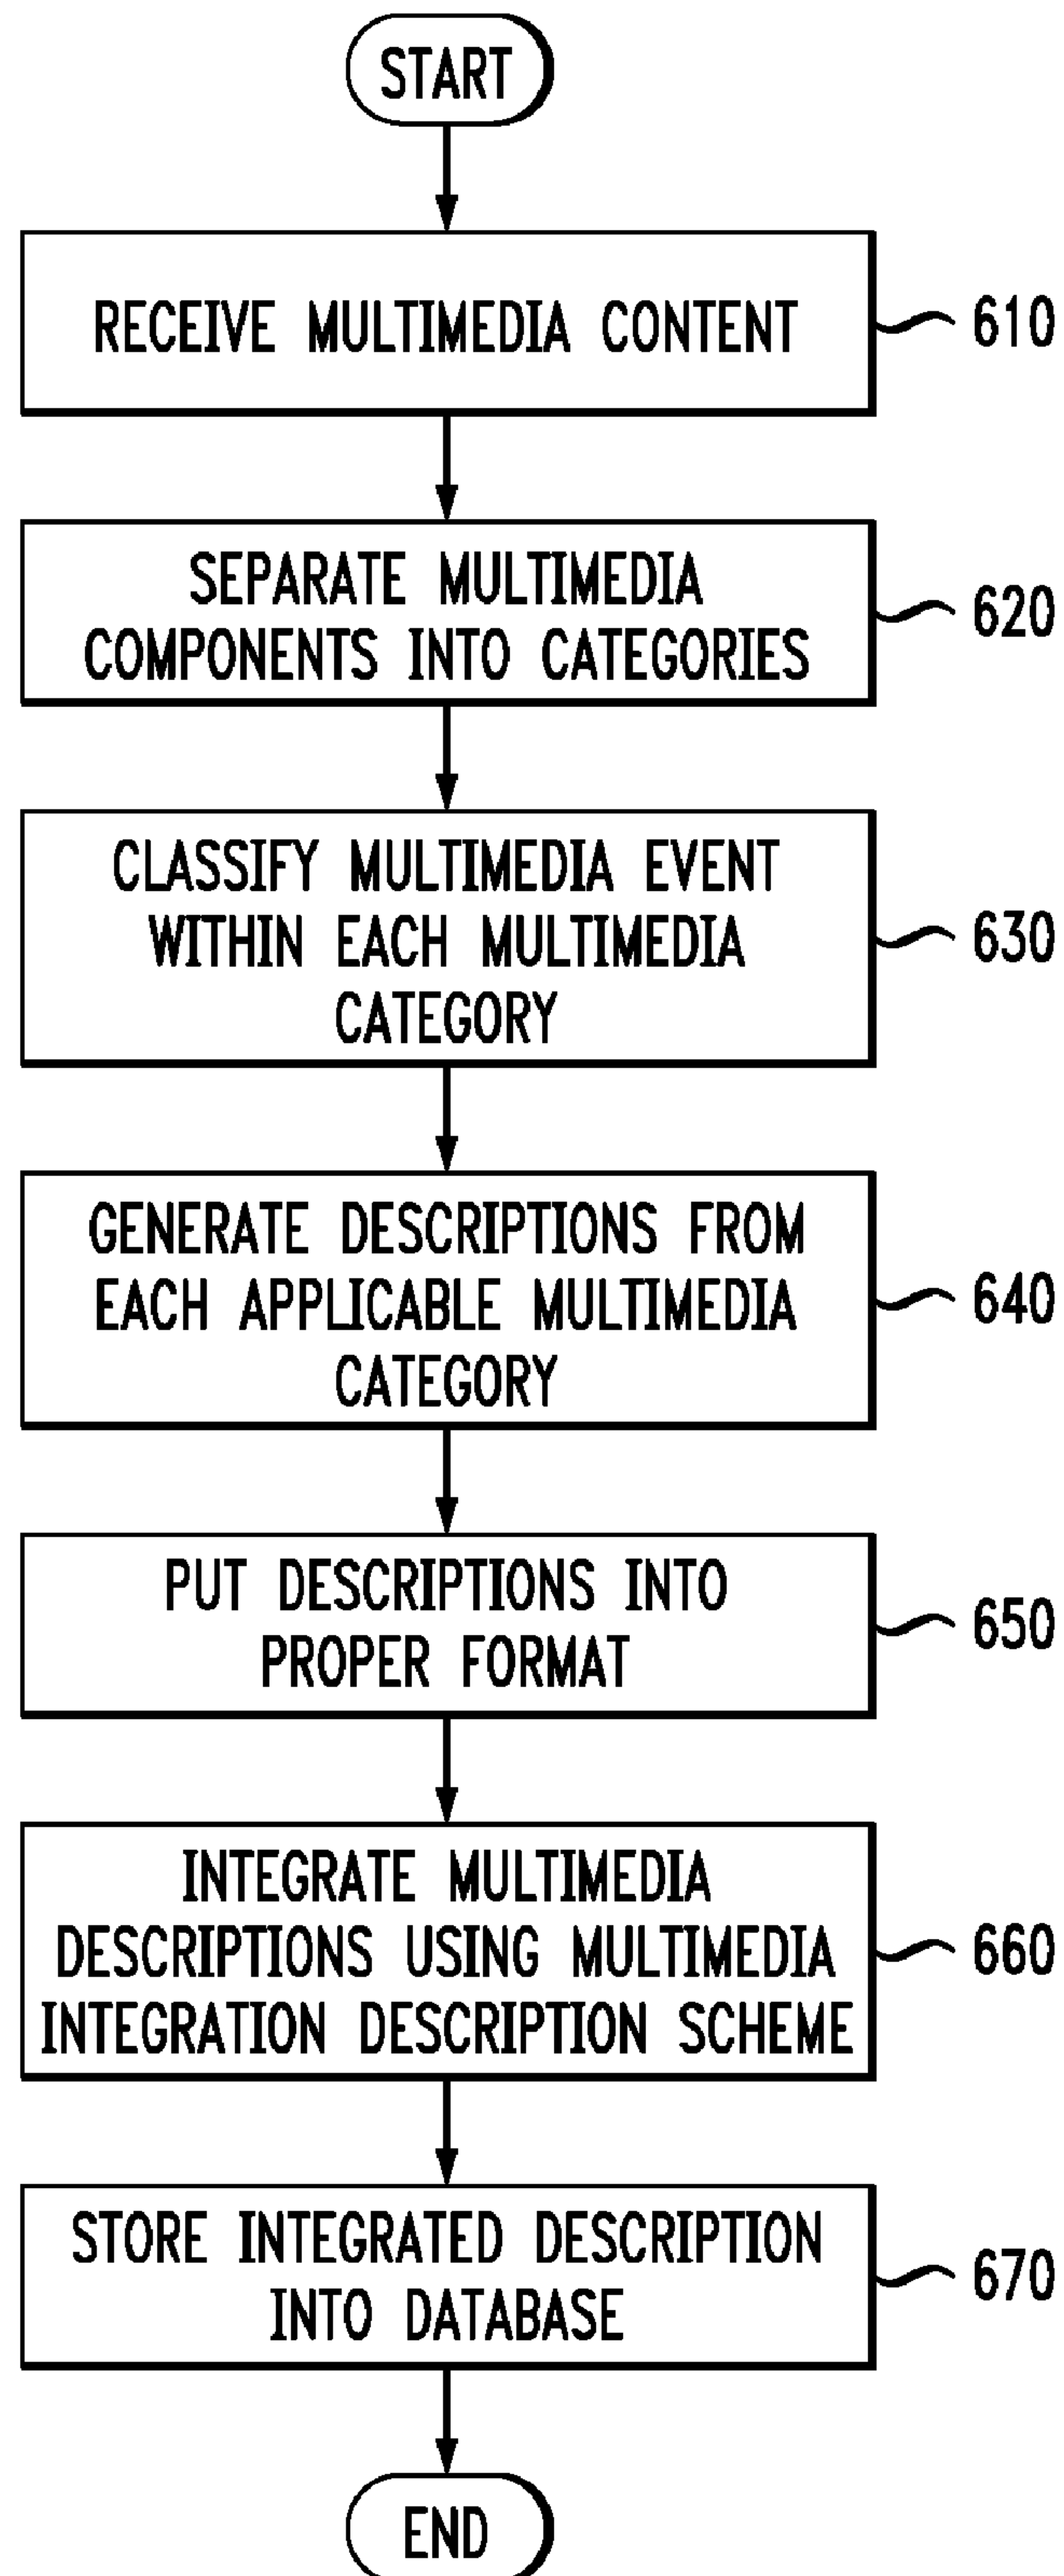 START
RECEIVE MULTIMEDIA CONTENT
610
SEPARATE MULTIMEDIA
COMPONENTS INTO CATEGORIES
620
CLASSIFY MULTIMEDIA EVENT
WITHIN EACH MULTIMEDIA
CATEGORY
630
GENERATE DESCRIPTIONS FROM
EACH APPLICABLE MULTIMEDIA
CATEGORY
640
PUT DESCRIPTIONS INTO
PROPER FORMAT
650
INTEGRATE MULTIMEDIA
DESCRIPTIONS USING MULTIMEDIA
INTEGRATION DESCRIPTION SCHEME
660
STORE INTEGRATED DESCRIPTION
INTO DATABASE
670
END